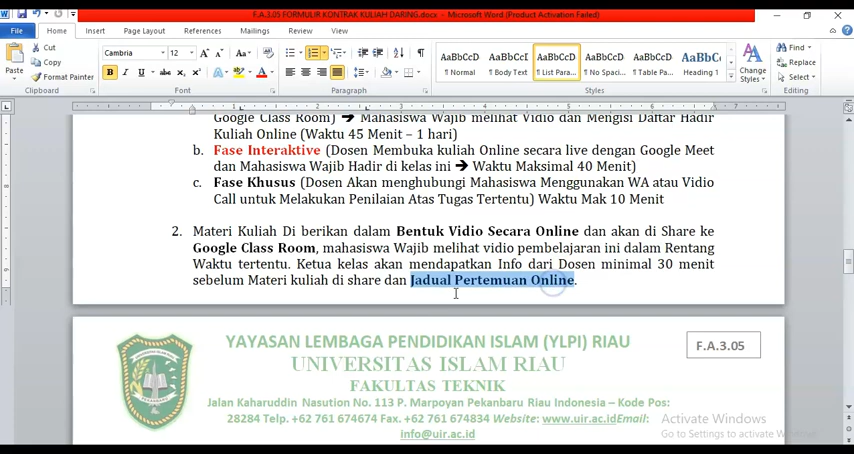 F.A.3.05 FORMULIR KONTRAK KULIAH DARING.docx - Microsoft Word (Product Activation Failed)
File Home Insert Page Layout References Mailings Review View
Paste
Cut
Copy
Format Painter
Clipboard
Cambria 12
Font
Paragraph
AaBbCcD AaBbCcD AaBbCcD AaBbCcD AaBbCcD AaBbC
¶ Normal ¶ Body Text ¶ List Para... ¶ No Spaci... ¶ Table Pa... Heading 1
Change Styles
Styles
Find
Replace
Select
Editing
Google Class Room) ➔ Mahasiswa Wajib melihat Vidio dan Mengisi Daftar Hadir
Kuliah Online (Waktu 45 Menit – 1 hari)
b. Fase Interaktive (Dosen Membuka kuliah Online secara live dengan Google Meet
dan Mahasiswa Wajib Hadir di kelas ini ➔ Waktu Maksimal 40 Menit)
c. Fase Khusus (Dosen Akan menghubungi Mahasiswa Menggunakan WA atau Vidio
Call untuk Melakukan Penilaian Atas Tugas Tertentu) Waktu Mak 10 Menit
2. Materi Kuliah Di berikan dalam Bentuk Vidio Secara Online dan akan di Share ke
Google Class Room, mahasiswa Wajib melihat vidio pembelajaran ini dalam Rentang
Waktu tertentu. Ketua kelas akan mendapatkan Info dari Dosen minimal 30 menit
sebelum Materi kuliah di share dan Jadual Pertemuan Online.
YAYASAN LEMBAGA PENDIDIKAN ISLAM (YLPI) RIAU
F.A.3.05
UNIVERSITAS ISLAM RIAU
FAKULTAS TEKNIK
Jalan Kaharuddin Nasution No. 113 P. Marpoyan Pekanbaru Riau Indonesia – Kode Pos:
28284 Telp. +62 761 674674 Fax. +62 761 674834 Website: www.uir.ac.idEmail:
info@uir.ac.id
Activate Windows
Go to Settings to activate Windows.